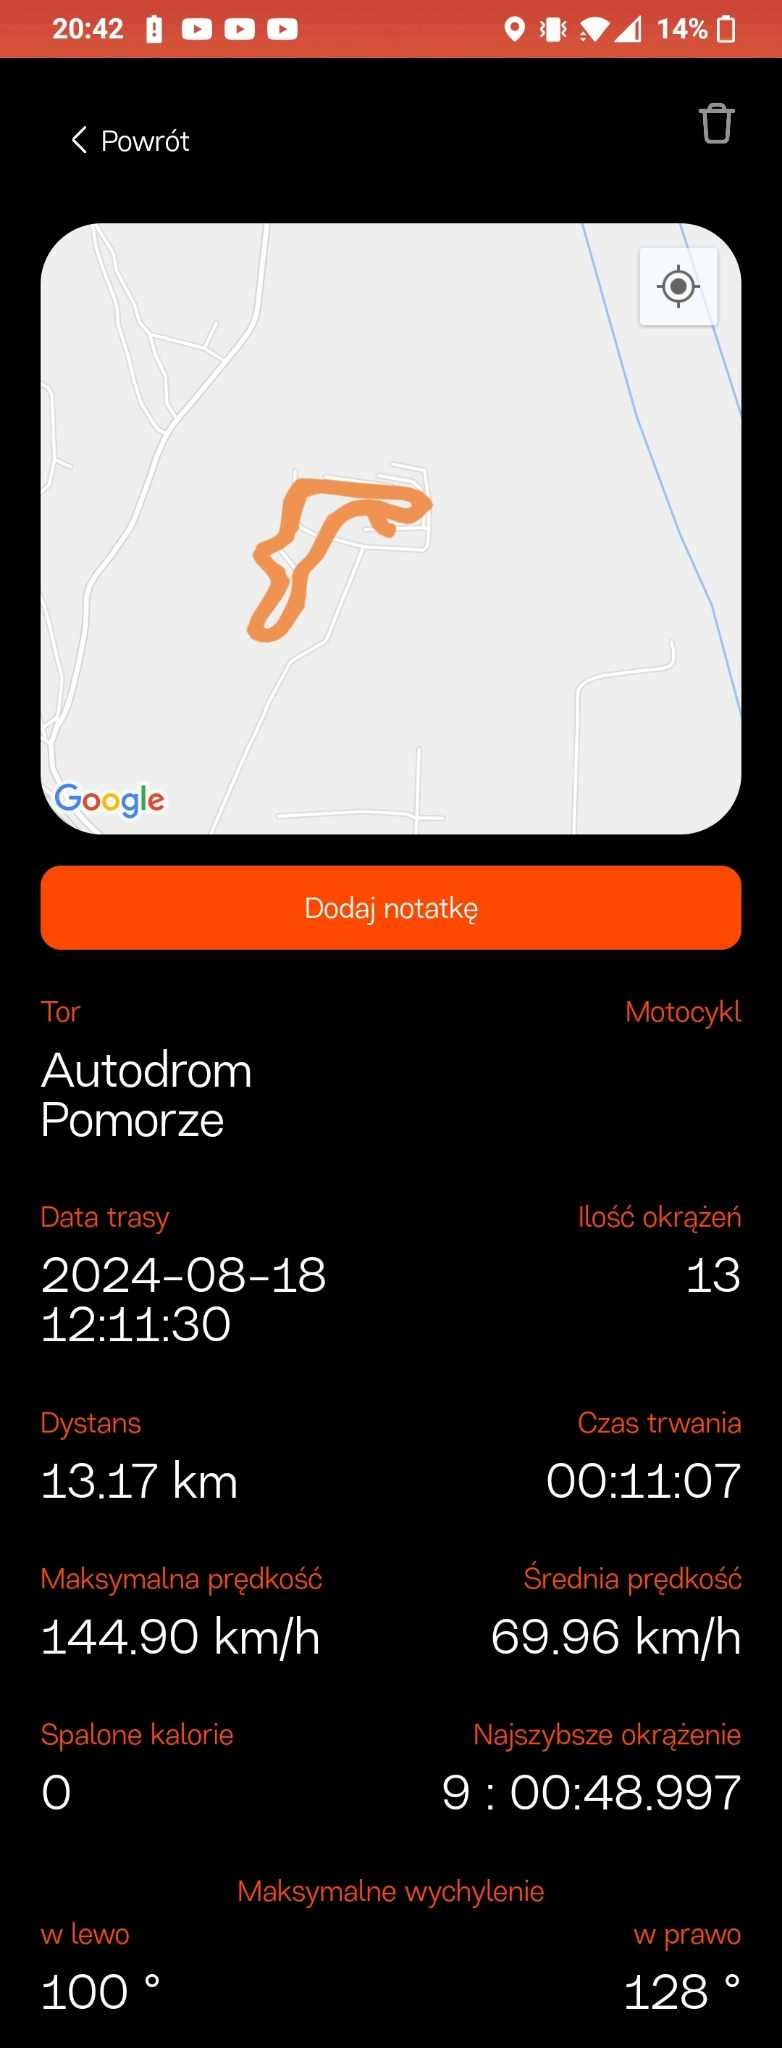 20:42 14%
Powrót
Google
Dodaj notatkę
Tor Motocykl
Autodrom
Pomorze
Data trasy Ilość okrążeń
2024-08-18 13
12:11:30
Dystans Czas trwania
13.17 km 00:11:07
Maksymalna prędkość Średnia prędkość
144.90 km/h 69.96 km/h
Spalone kalorie Najszybsze okrążenie
0 9 : 00:48.997
Maksymalne wychylenie
w lewo w prawo
100 ° 128 °